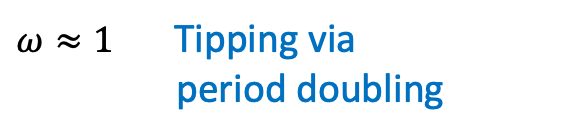 ω ≈ 1 Tipping via
period doubling